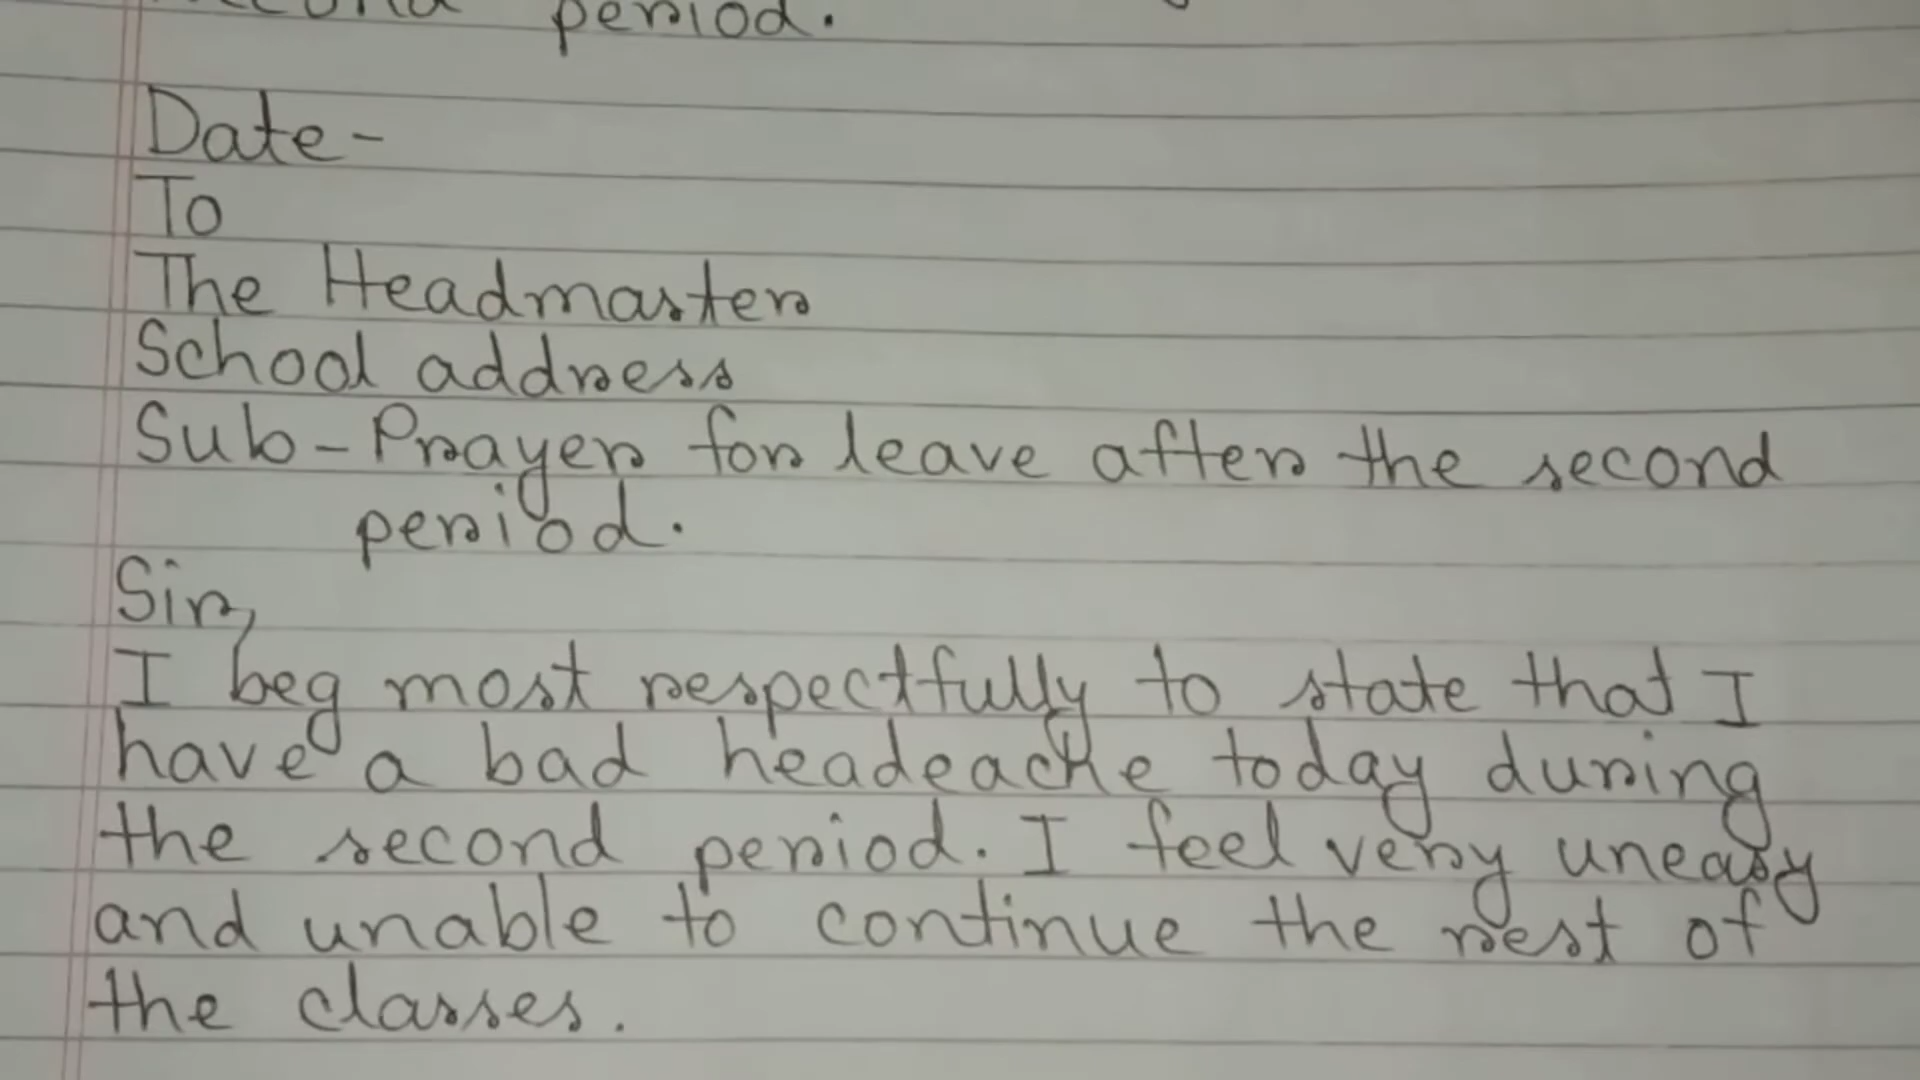 second period.
Date-
To
The Headmaster
School address
Sub-Prayer for leave after the second
period.
Sir,
I beg most respectfully to state that I
have a bad headeache today during
the second period. I feel very uneasy
and unable to continue the rest of
the classes.